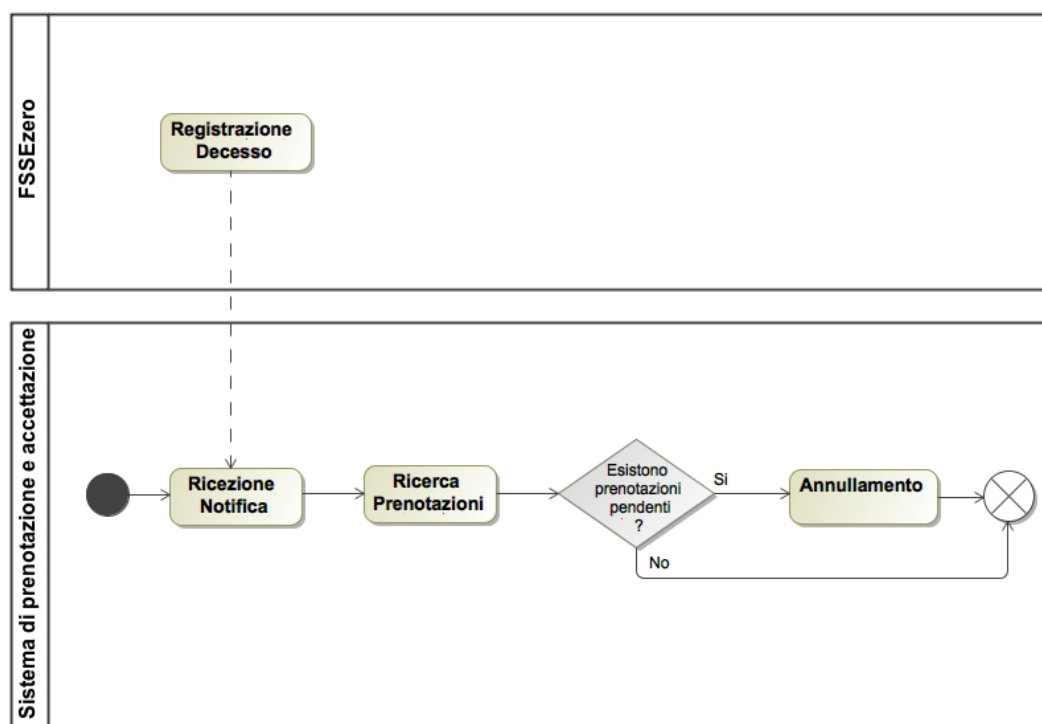 FSSEzero
Registrazione
Decesso
Sistema di prenotazione e accettazione
Ricezione
Notifica
Ricerca
Prenotazioni
Esistono
prenotazioni
pendenti
?
Si
No
Annullamento